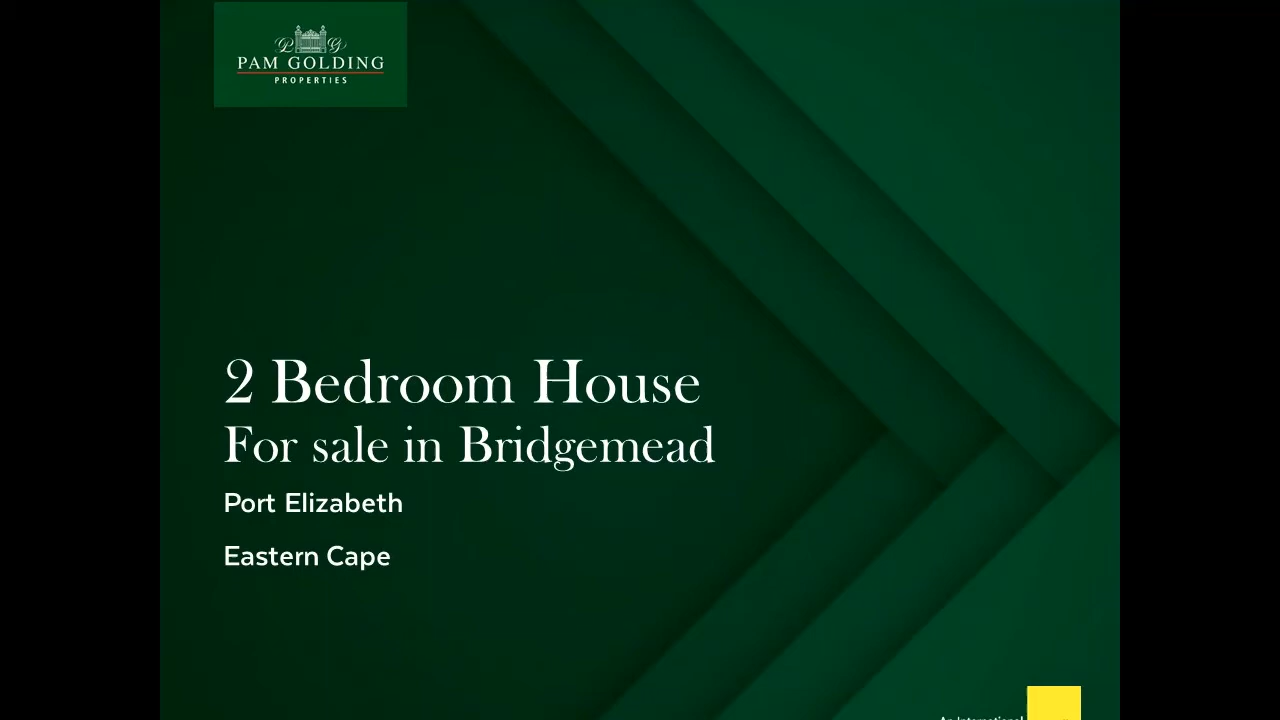 P G
PAM GOLDING
PROPERTIES
2 Bedroom House
For sale in Bridgemead
Port Elizabeth
Eastern Cape